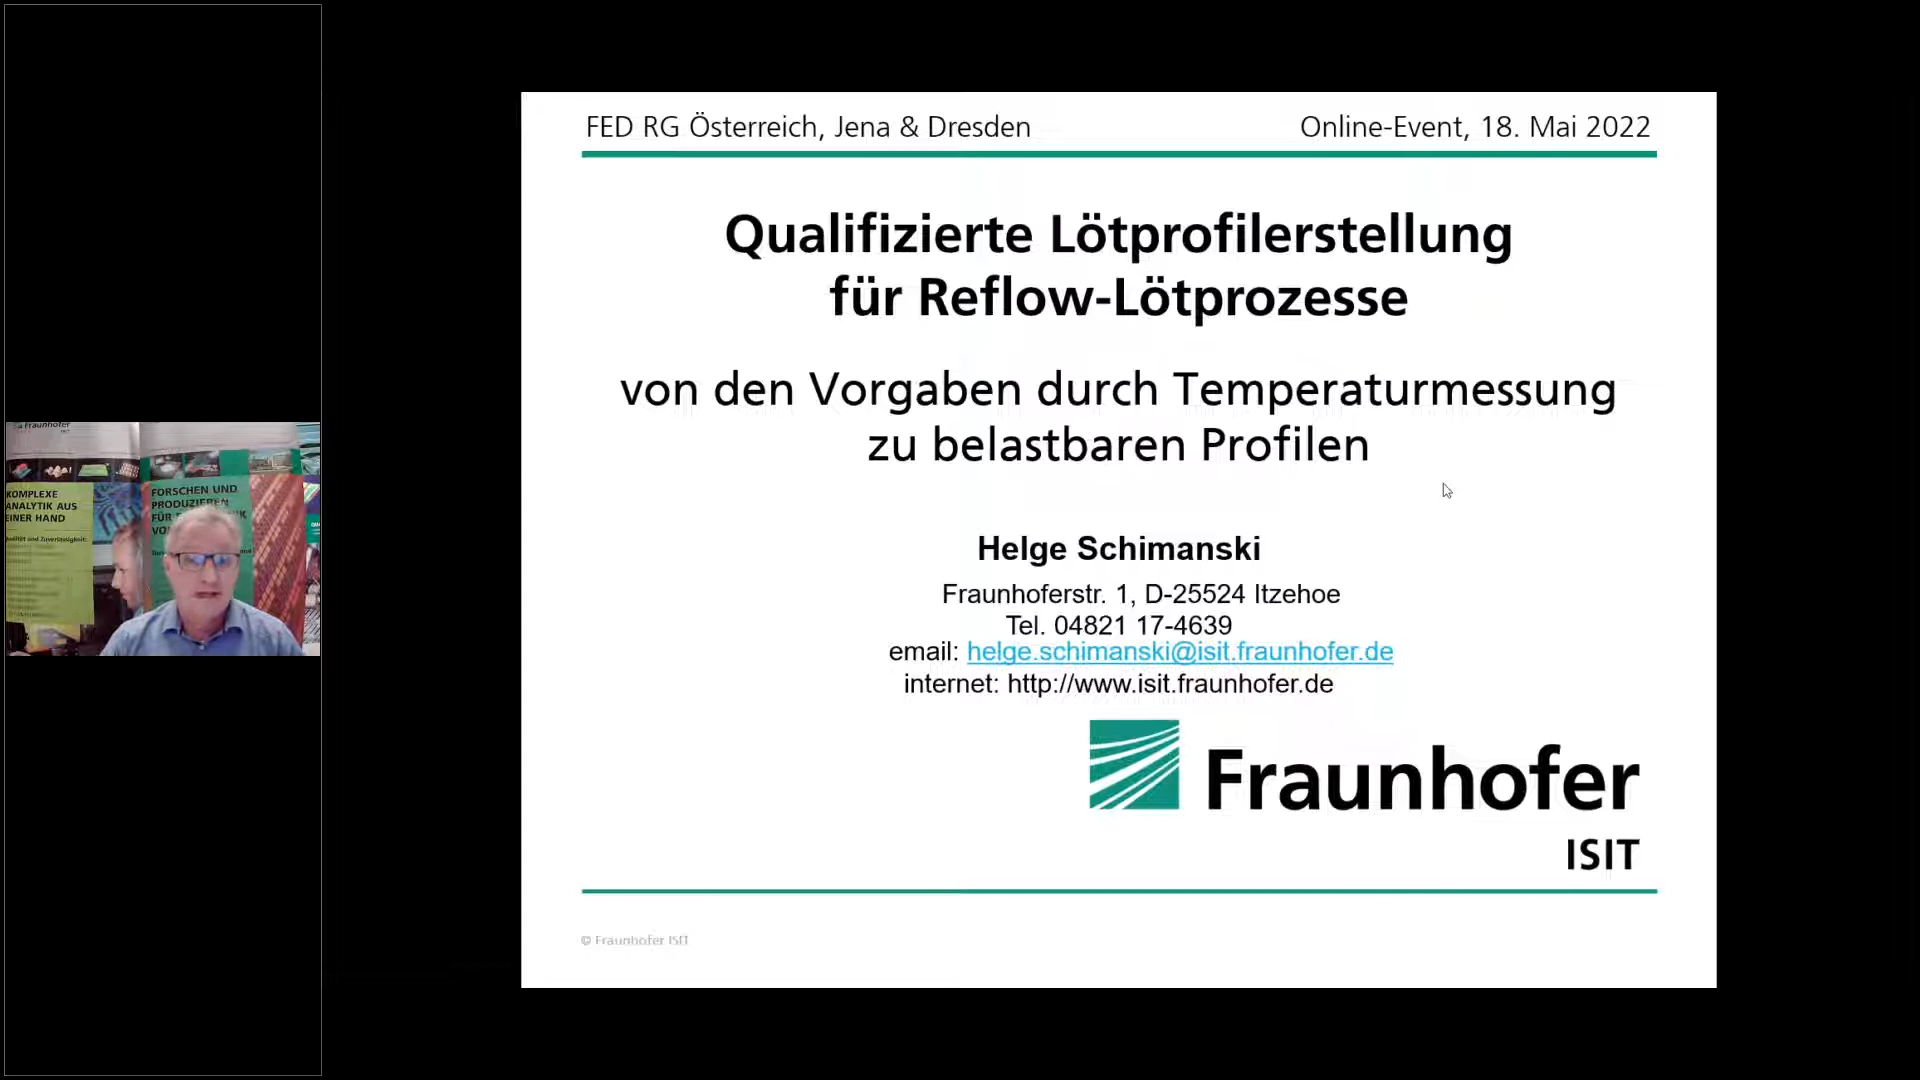 FED RG Österreich, Jena & Dresden
Online-Event, 18. Mai 2022
Qualifizierte Lötprofilerstellung
für Reflow-Lötprozesse
von den Vorgaben durch Temperaturmessung
zu belastbaren Profilen
Helge Schimanski
Fraunhoferstr. 1, D-25524 Itzehoe
Tel. 04821 17-4639
email: helge.schimanski@isit.fraunhofer.de
internet: http://www.isit.fraunhofer.de
Fraunhofer
ISIT
© Fraunhofer ISIT
Fraunhofer
KOMPLEXE
ANALYTIK AUS
EINER HAND
FORSCHEN UND
PRODUZIEREN
FÜR